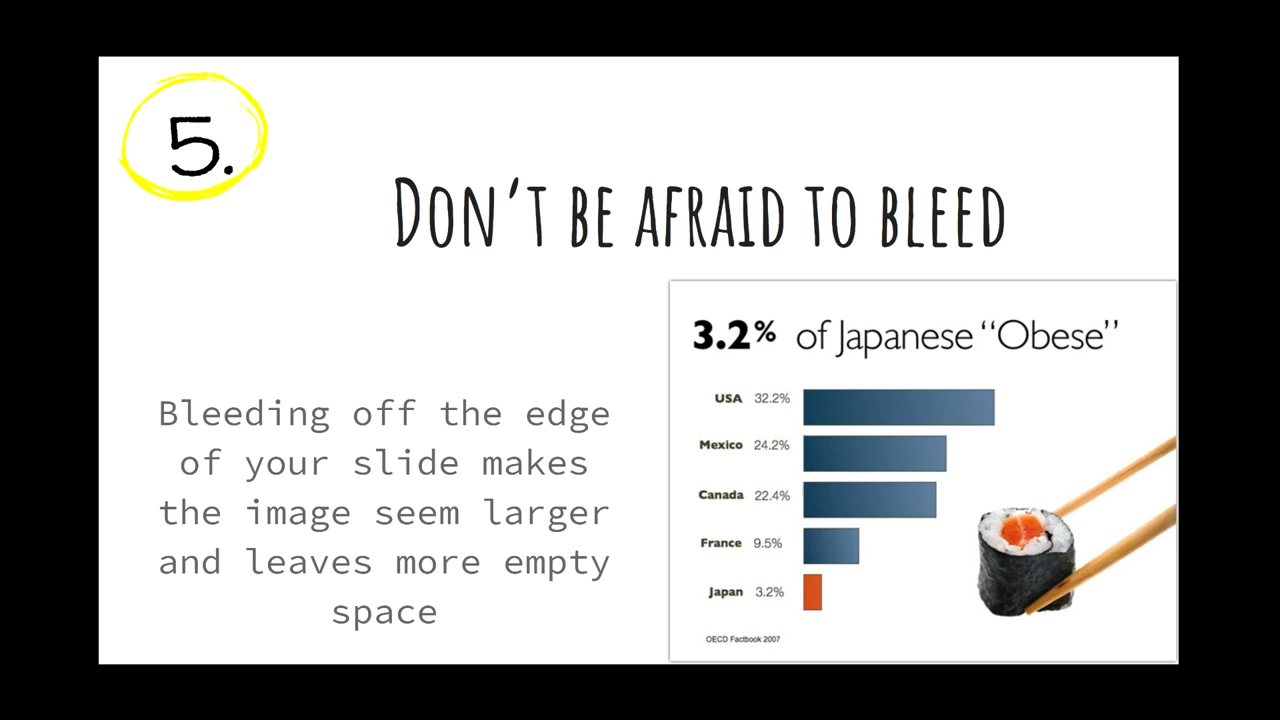 5.
Don't be afraid to bleed
Bleeding off the edge
of your slide makes
the image seem larger
and leaves more empty
space
3.2% of Japanese “Obese”
USA 32.2%
Mexico 24.2%
Canada 22.4%
France 9.5%
Japan 3.2%
OECD Factbook 2007